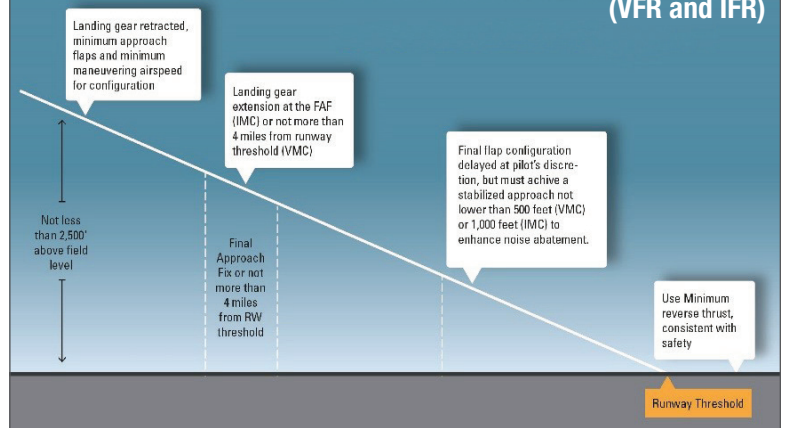 (VFR and IFR)
Landing gear retracted,
minimum approach
flaps and minimum
maneuvering airspeed
for configuration
Landing gear
extension at the FAF
(IMC) or not more than
4 miles from runway
threshold (VMC)
Final flap configuration
delayed at pilot's discre-
tion, but must achive a
stabilized approach not
lower than 500 feet (VMC)
or 1,000 feet (IMC) to
enhance noise abatement.
Not less
than 2,500'
above field
level
Final
Approach
Fix or not
more than
4 miles
from RW
threshold
Use Minimum
reverse thrust,
consistent with
safety
Runway Threshold